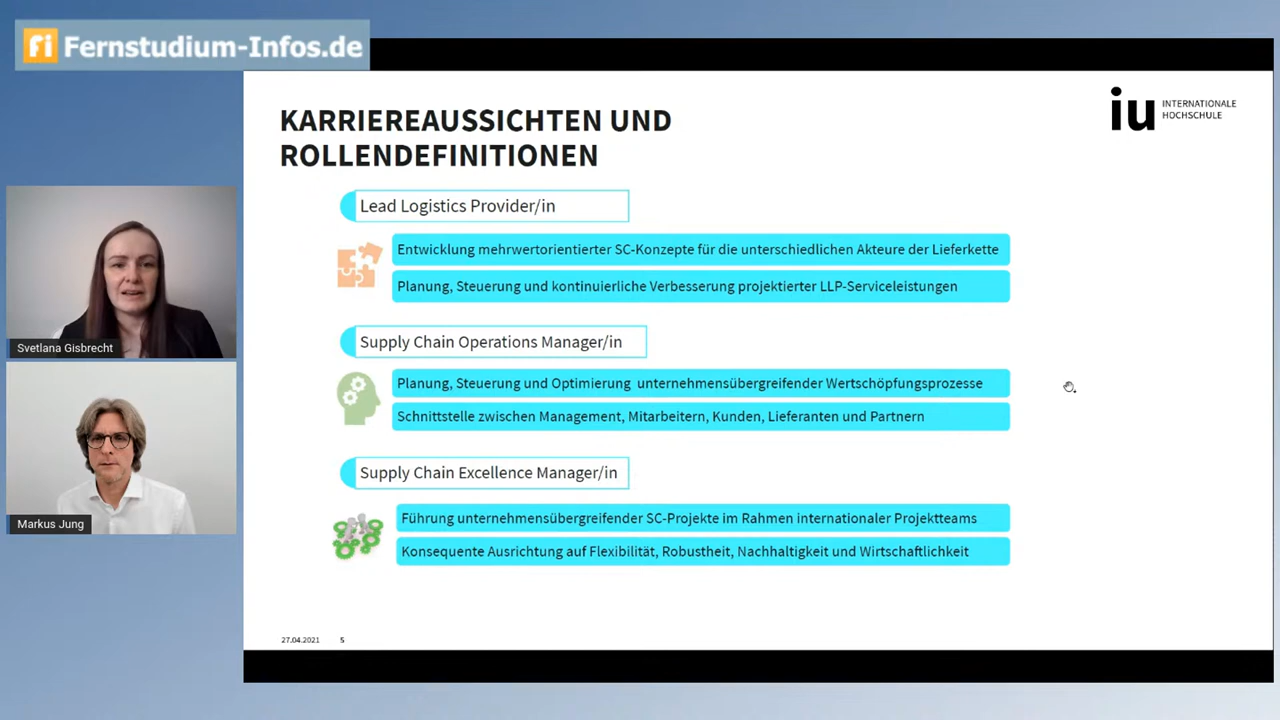 fi Fernstudium-Infos.de
KARRIEREAUSSICHTEN UND
ROLLENDEFINITIONEN
iu INTERNATIONALE
HOCHSCHULE
Lead Logistics Provider/in
Entwicklung mehrwertorientierter SC-Konzepte für die unterschiedlichen Akteure der Lieferkette
Planung, Steuerung und kontinuierliche Verbesserung projektierter LLP-Serviceleistungen
Supply Chain Operations Manager/in
Planung, Steuerung und Optimierung unternehmensübergreifender Wertschöpfungsprozesse
Schnittstelle zwischen Management, Mitarbeitern, Kunden, Lieferanten und Partnern
Supply Chain Excellence Manager/in
Führung unternehmensübergreifender SC-Projekte im Rahmen internationaler Projektteams
Konsequente Ausrichtung auf Flexibilität, Robustheit, Nachhaltigkeit und Wirtschaftlichkeit
27.04.2021 5
Svetlana Gisbrecht
Markus Jung